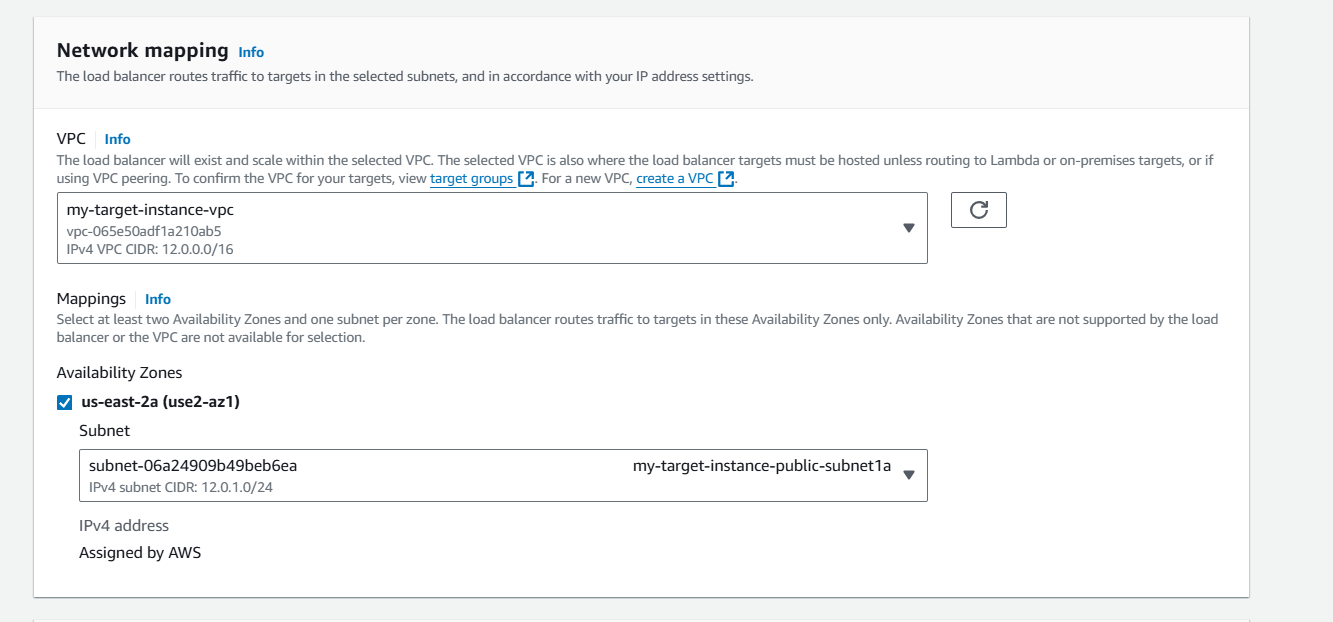 Network mapping Info
The load balancer routes traffic to targets in the selected subnets, and in accordance with your IP address settings.
VPC Info
The load balancer will exist and scale within the selected VPC. The selected VPC is also where the load balancer targets must be hosted unless routing to Lambda or on-premises targets, or if
using VPC peering. To confirm the VPC for your targets, view target groups. For a new VPC, create a VPC.
my-target-instance-vpc
vpc-065e50adf1a210ab5
IPv4 VPC CIDR: 12.0.0.0/16
Mappings Info
Select at least two Availability Zones and one subnet per zone. The load balancer routes traffic to targets in these Availability Zones only. Availability Zones that are not supported by the load
balancer or the VPC are not available for selection.
Availability Zones
us-east-2a (use2-az1)
Subnet
subnet-06a24909b49beb6ea my-target-instance-public-subnet1a
IPv4 subnet CIDR: 12.0.1.0/24
IPv4 address
Assigned by AWS